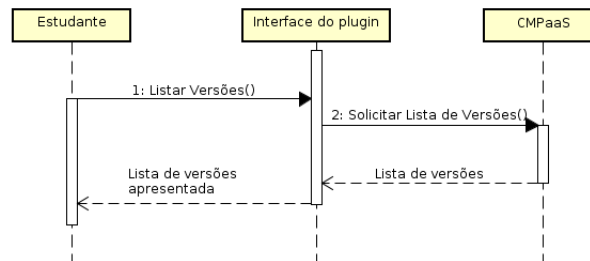 Estudante
Interface do plugin
CMPaaS
1: Listar Versões()
2: Solicitar Lista de Versões()
Lista de versões
apresentada
Lista de versões